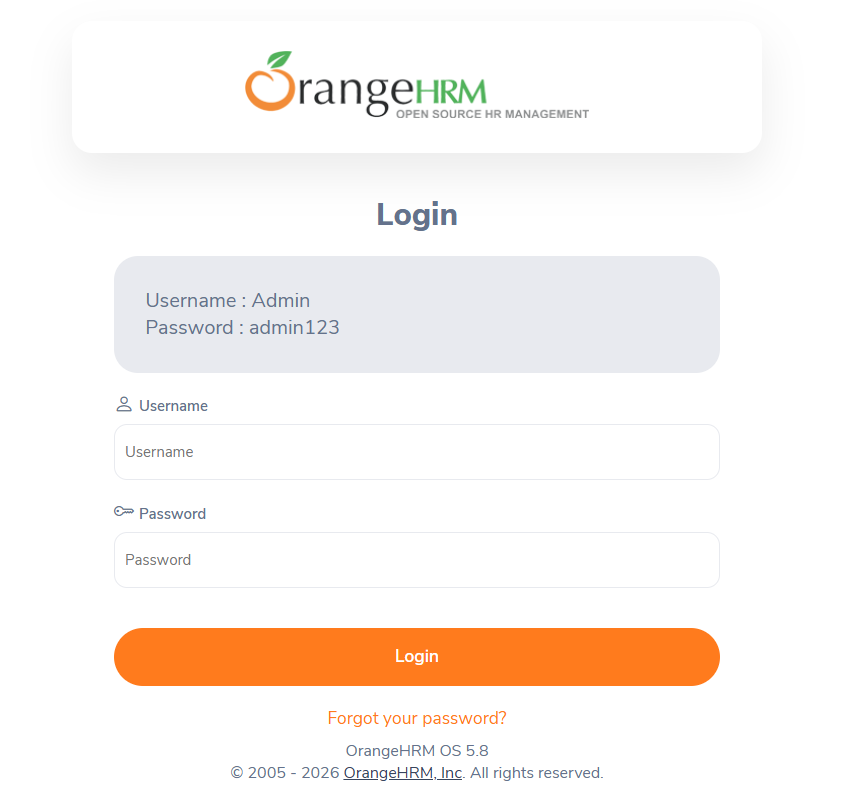 OrangeHRM
OPEN SOURCE HR MANAGEMENT
Login
Username : Admin
Password : admin123
Username
Username
Password
Password
Login
Forgot your password?
OrangeHRM OS 5.8
© 2005 - 2026 OrangeHRM, Inc. All rights reserved.